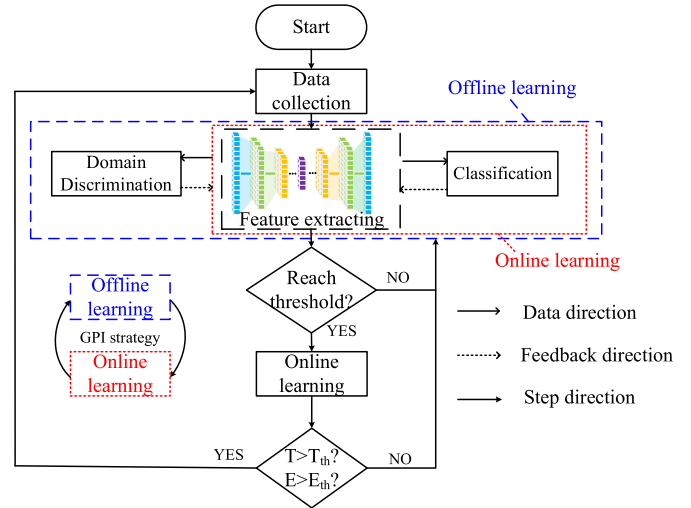 Start
Data
collection
Offline learning
Domain
Discrimination
Feature extracting
Classification
Online learning
Reach
threshold?
NO
YES
Offline
learning
GPI strategy
Online
learning
Online
learning
Data direction
Feedback direction
Step direction
T>Tth?
E>Eth?
YES
NO